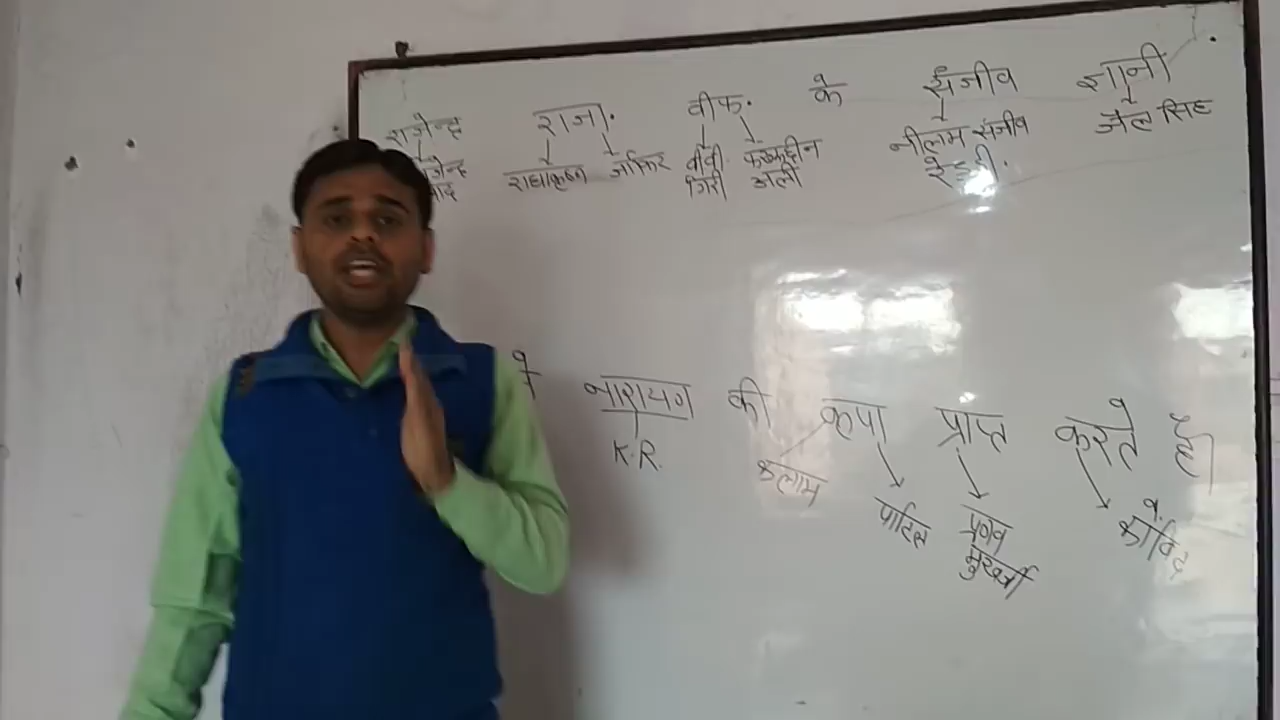 राजेन्द्र राजा. वीफ. के संजीव ज्ञानी
राधाकृष्णन जाकिर वीवी फखरूद्दीन नीलम संजीव जैल सिंह
गिरी अली रेड्डी.
ने नारायण की कृपा प्राप्त करते है।
K.R. कलाम पाटिल प्रणव कोविंद
मुखर्जी